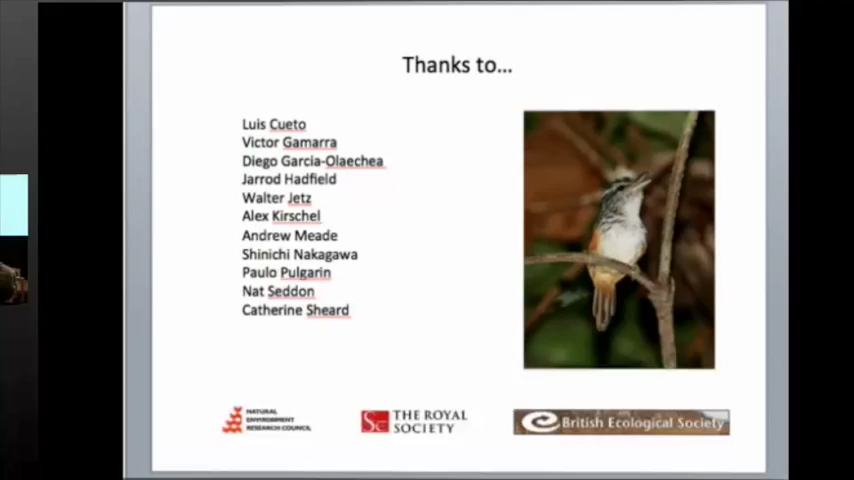 Thanks to...
Luis Cueto
Victor Gamarra
Diego Garcia-Olaechea
Jarrod Hadfield
Walter Jetz
Alex Kirschel
Andrew Meade
Shinichi Nakagawa
Paulo Pulgarin
Nat Seddon
Catherine Sheard
NATURAL
ENVIRONMENT
RESEARCH COUNCIL
THE ROYAL
SOCIETY
British Ecological Society